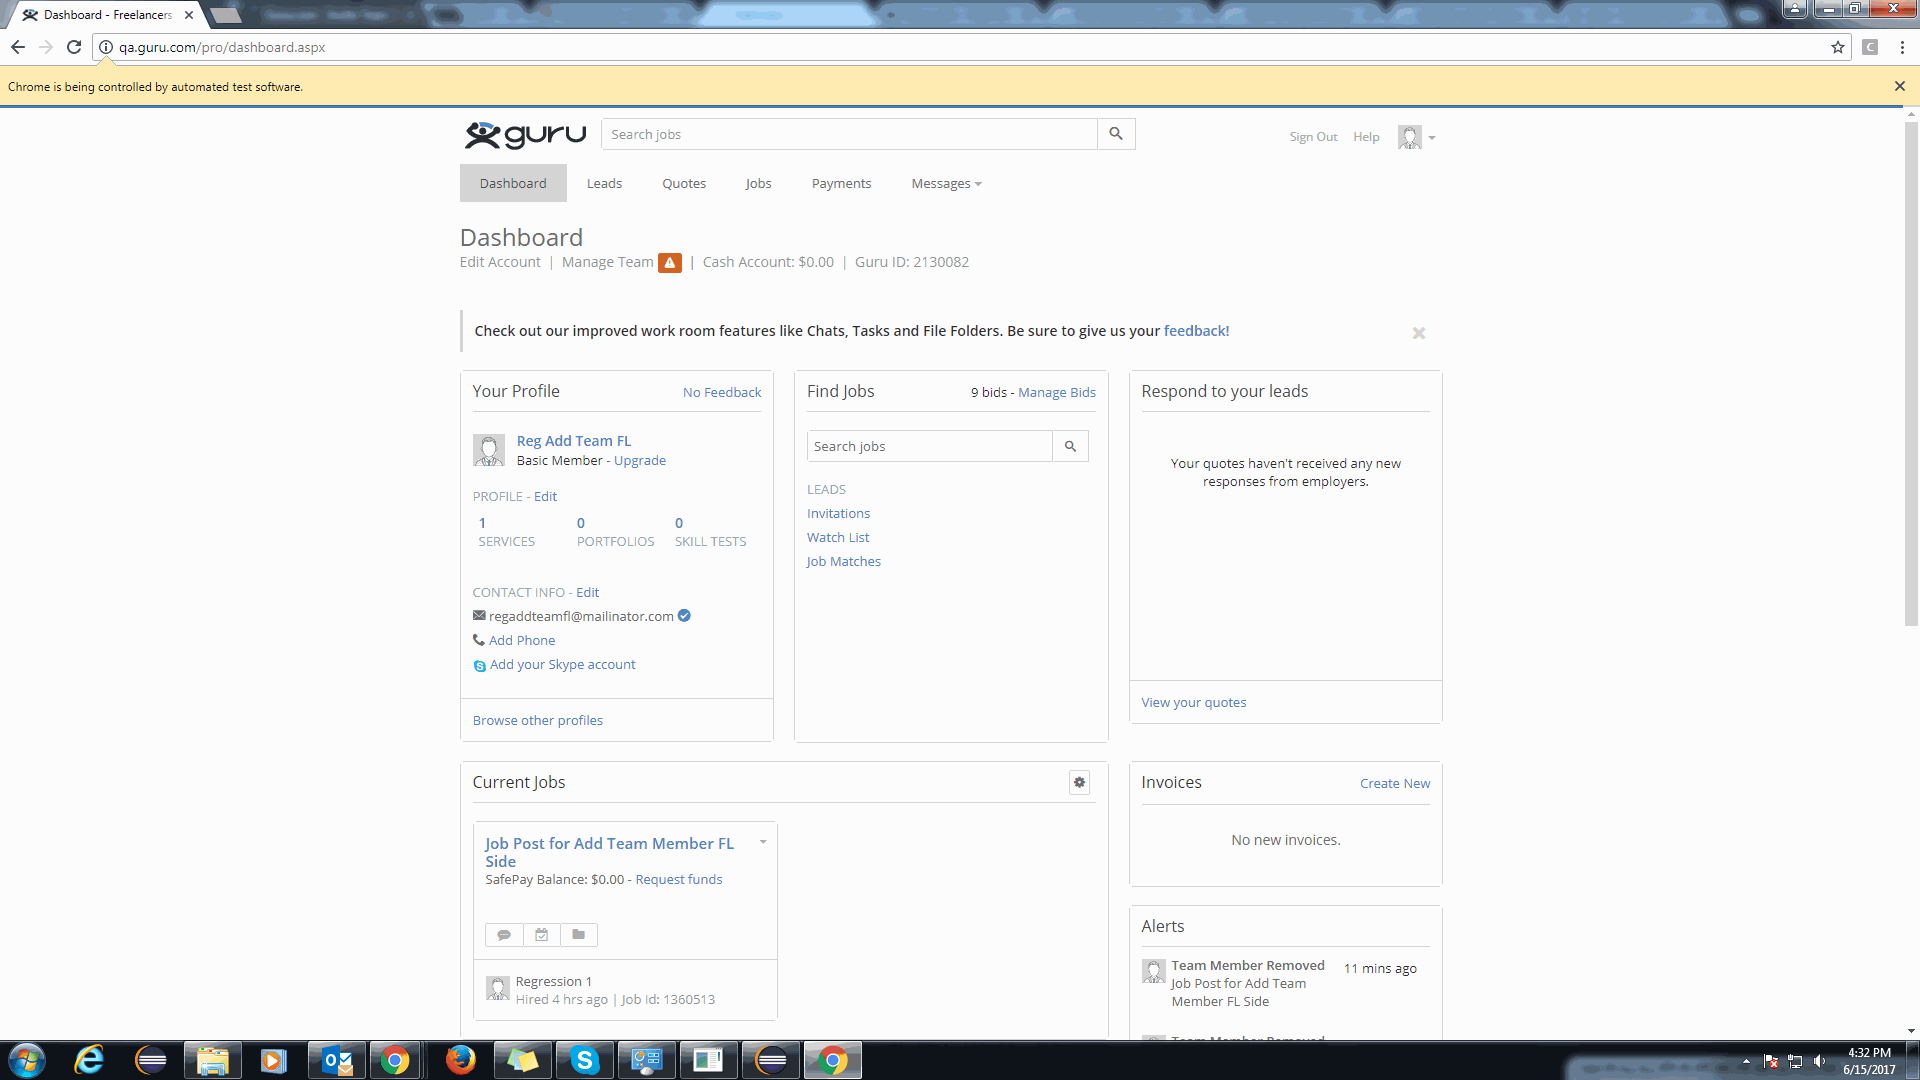 Dashboard - Freelancers
qa.guru.com/pro/dashboard.aspx
C
Chrome is being controlled by automated test software.
guru
Search jobs
Sign Out Help
Dashboard Leads Quotes Jobs Payments Messages
Dashboard
Edit Account | Manage Team | Cash Account: $0.00 | Guru ID: 2130082
Check out our improved work room features like Chats, Tasks and File Folders. Be sure to give us your feedback!
Your Profile No Feedback
Reg Add Team FL
Basic Member - Upgrade
PROFILE - Edit
1 0 0
SERVICES PORTFOLIOS SKILL TESTS
CONTACT INFO - Edit
regaddteamfl@mailinator.com
Add Phone
Add your Skype account
Browse other profiles
Find Jobs 9 bids - Manage Bids
Search jobs
LEADS
Invitations
Watch List
Job Matches
Respond to your leads
Your quotes haven't received any new
responses from employers.
View your quotes
Current Jobs
Job Post for Add Team Member FL
Side
SafePay Balance: $0.00 - Request funds
Regression 1
Hired 4 hrs ago | Job Id: 1360513
Invoices Create New
No new invoices.
Alerts
Team Member Removed 11 mins ago
Job Post for Add Team
Member FL Side
Team Member Removed
4:32 PM
6/15/2017